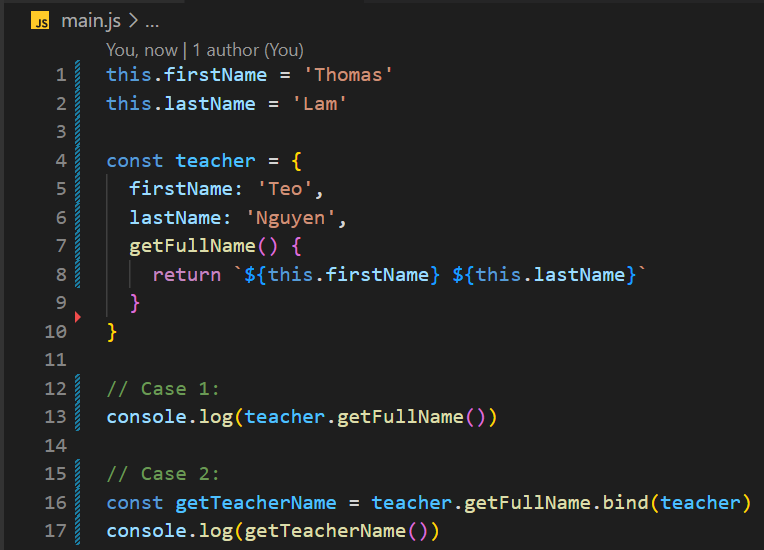 JS main.js > ...
You, now | 1 author (You)
1 this.firstName = 'Thomas'
2 this.lastName = 'Lam'
3
4 const teacher = {
5   firstName: 'Teo',
6   lastName: 'Nguyen',
7   getFullName() {
8     return `${this.firstName} ${this.lastName}`
9   }
10 }
11
12 // Case 1:
13 console.log(teacher.getFullName())
14
15 // Case 2:
16 const getTeacherName = teacher.getFullName.bind(teacher)
17 console.log(getTeacherName())